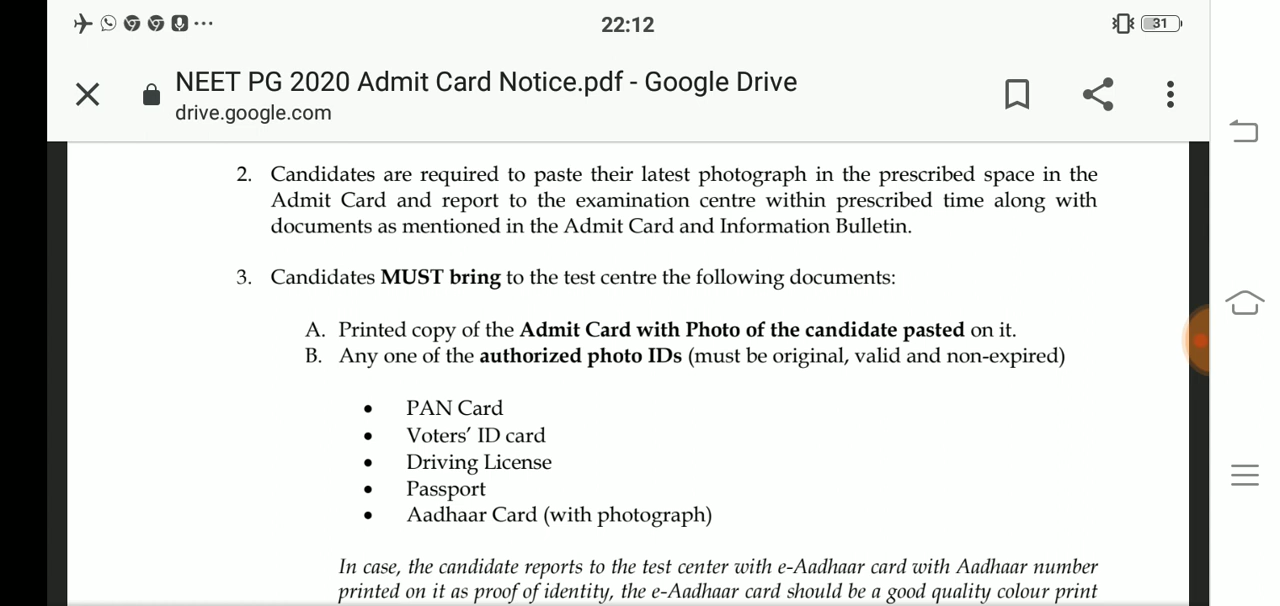 22:12
31
NEET PG 2020 Admit Card Notice.pdf - Google Drive
drive.google.com
2. Candidates are required to paste their latest photograph in the prescribed space in the
Admit Card and report to the examination centre within prescribed time along with
documents as mentioned in the Admit Card and Information Bulletin.
3. Candidates MUST bring to the test centre the following documents:
A. Printed copy of the Admit Card with Photo of the candidate pasted on it.
B. Any one of the authorized photo IDs (must be original, valid and non-expired)
• PAN Card
• Voters’ ID card
• Driving License
• Passport
• Aadhaar Card (with photograph)
In case, the candidate reports to the test center with e-Aadhaar card with Aadhaar number
printed on it as proof of identity, the e-Aadhaar card should be a good quality colour print